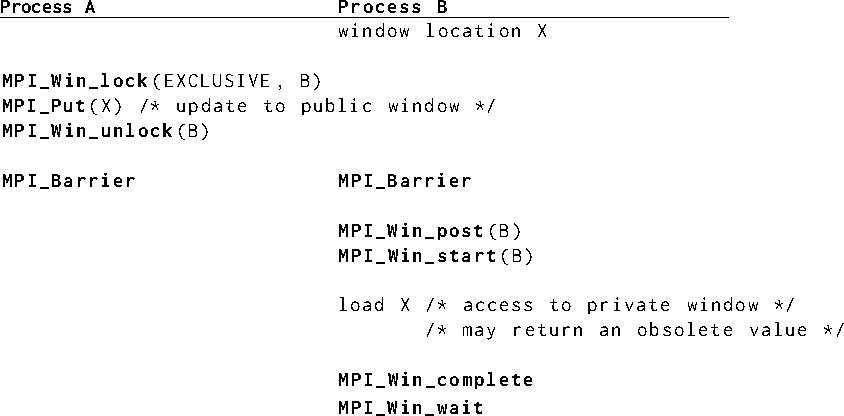 Process A Process B
window location X
MPI_Win_lock(EXCLUSIVE, B)
MPI_Put(X) /* update to public window */
MPI_Win_unlock(B)
MPI_Barrier MPI_Barrier
MPI_Win_post(B)
MPI_Win_start(B)
load X /* access to private window */
/* may return an obsolete value */
MPI_Win_complete
MPI_Win_wait